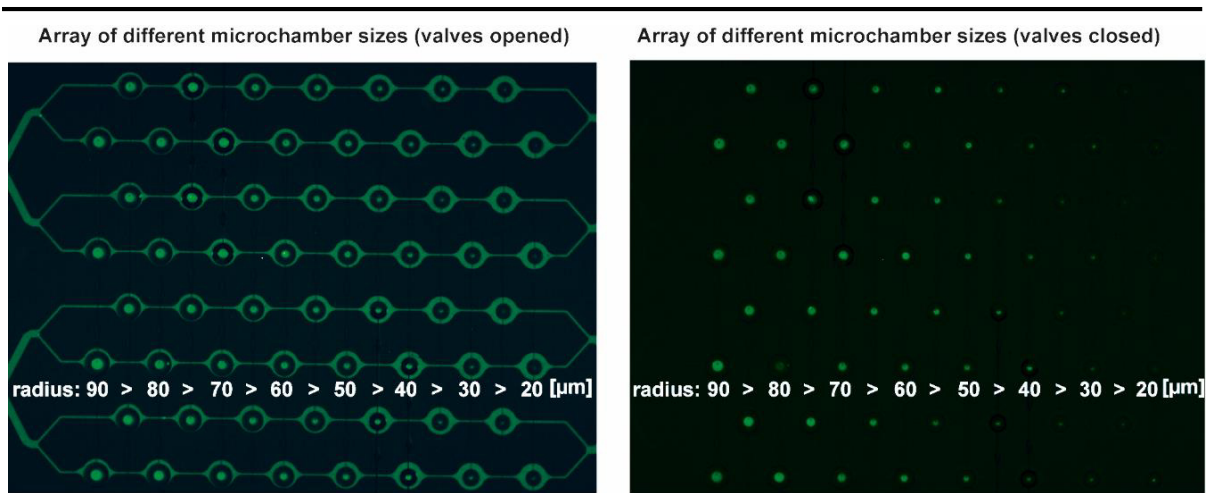 Array of different microchamber sizes (valves opened)
radius: 90 > 80 > 70 > 60 > 50 > 40 > 30 > 20 [µm]
Array of different microchamber sizes (valves closed)
radius: 90 > 80 > 70 > 60 > 50 > 40 > 30 > 20 [µm]